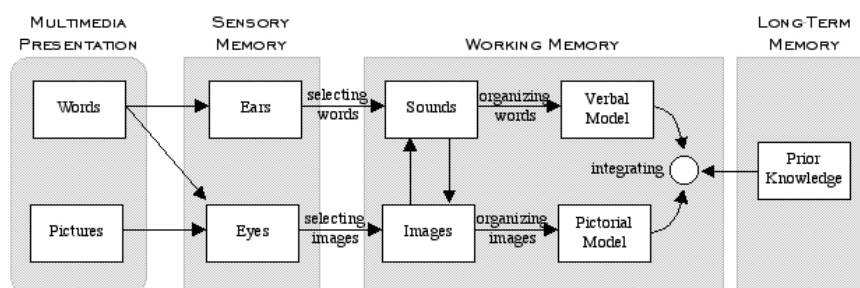 MULTIMEDIA
PRESENTATION
SENSORY
MEMORY
WORKING MEMORY
LONG-TERM
MEMORY
Words
Ears
selecting
words
Sounds
organizing
words
Verbal
Model
integrating
Prior
Knowledge
Pictures
Eyes
selecting
images
Images
organizing
images
Pictorial
Model